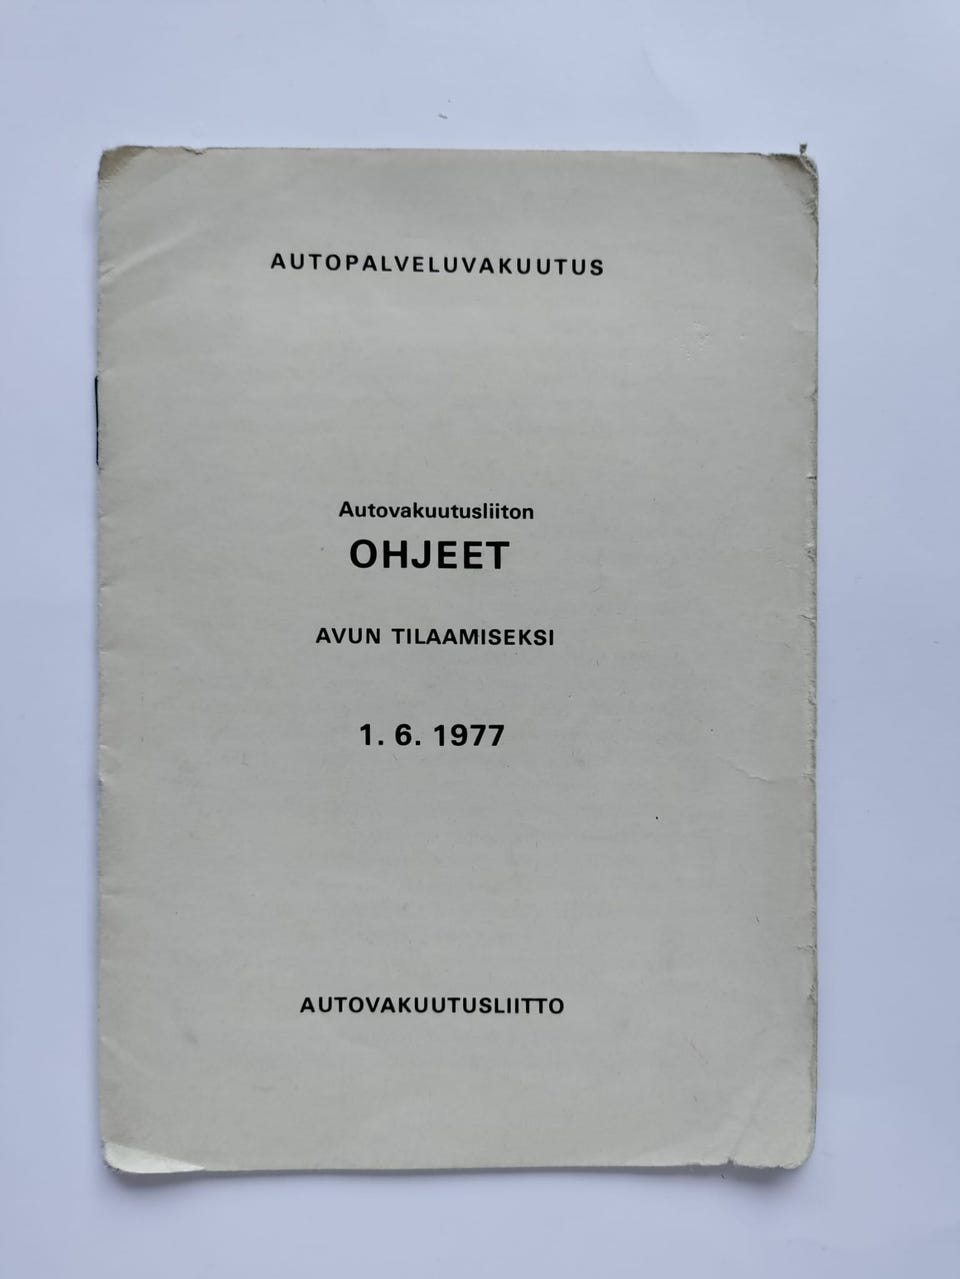 AUTOPALVELUVAKUUTUS
Autovakuutusliiton
OHJEET
AVUN TILAAMISEKSI
1. 6. 1977
AUTOVAKUUTUSLIITTO